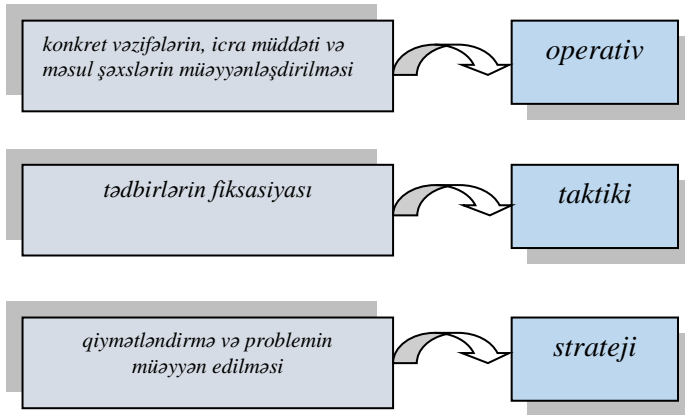 konkret vəzifələrin, icra müddəti və
məsul şəxslərin müəyyənləşdirilməsi
operativ
tədbirlərin fiksasiyası
taktiki
qiymətləndirmə və problemin
müəyyən edilməsi
strateji